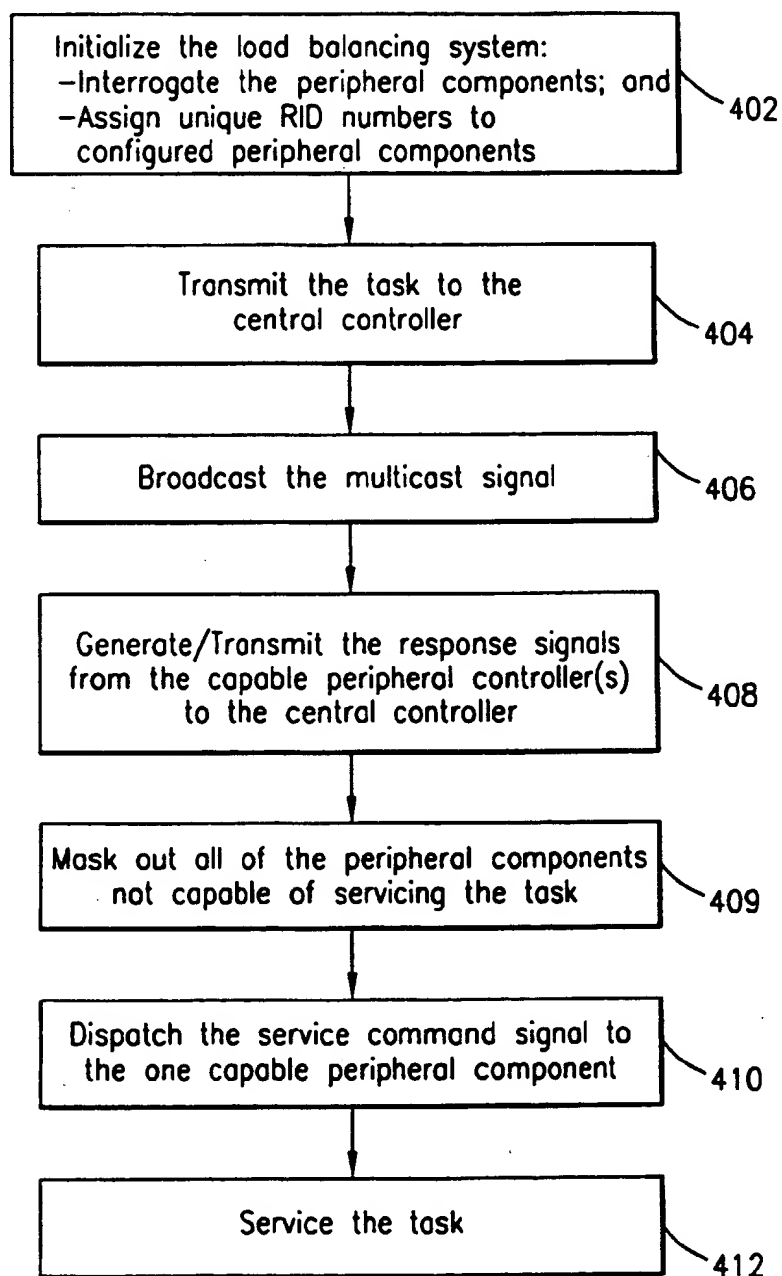 Initialize the load balancing system:
-Interrogate the peripheral components; and
-Assign unique RID numbers to
configured peripheral components
402
Transmit the task to the
central controller
404
Broadcast the multicast signal
406
Generate/Transmit the response signals
from the capable peripheral controller(s)
to the central controller
408
Mask out all of the peripheral components
not capable of servicing the task
409
Dispatch the service command signal to
the one capable peripheral component
410
Service the task
412